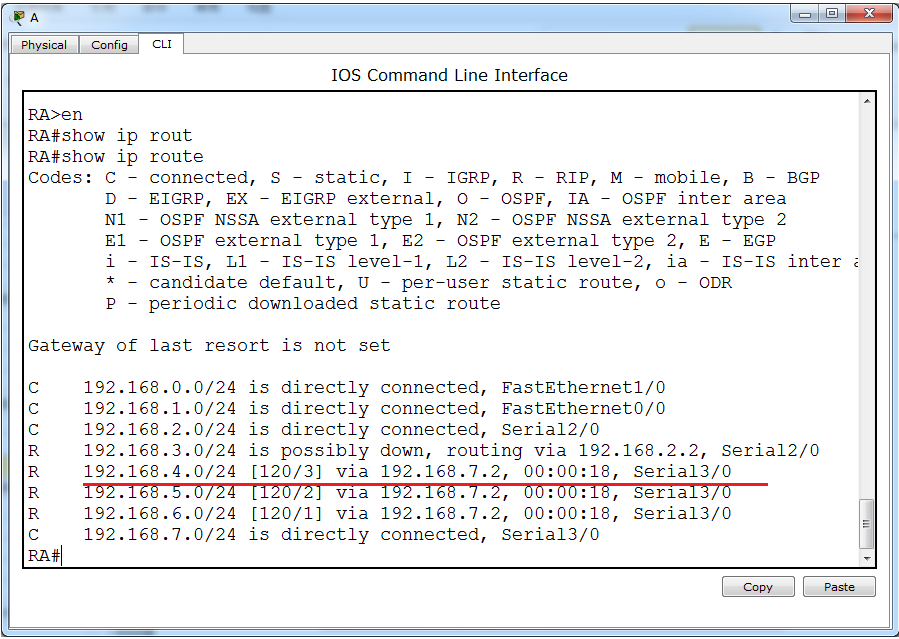 A
Physical Config CLI
IOS Command Line Interface
RA>en
RA#show ip rout
RA#show ip route
Codes: C - connected, S - static, I - IGRP, R - RIP, M - mobile, B - BGP
D - EIGRP, EX - EIGRP external, O - OSPF, IA - OSPF inter area
N1 - OSPF NSSA external type 1, N2 - OSPF NSSA external type 2
E1 - OSPF external type 1, E2 - OSPF external type 2, E - EGP
i - IS-IS, L1 - IS-IS level-1, L2 - IS-IS level-2, ia - IS-IS inter a
* - candidate default, U - per-user static route, o - ODR
P - periodic downloaded static route
Gateway of last resort is not set
C 192.168.0.0/24 is directly connected, FastEthernet1/0
C 192.168.1.0/24 is directly connected, FastEthernet0/0
C 192.168.2.0/24 is directly connected, Serial2/0
R 192.168.3.0/24 is possibly down, routing via 192.168.2.2, Serial2/0
R 192.168.4.0/24 [120/3] via 192.168.7.2, 00:00:18, Serial3/0
R 192.168.5.0/24 [120/2] via 192.168.7.2, 00:00:18, Serial3/0
R 192.168.6.0/24 [120/1] via 192.168.7.2, 00:00:18, Serial3/0
C 192.168.7.0/24 is directly connected, Serial3/0
RA#
Copy Paste